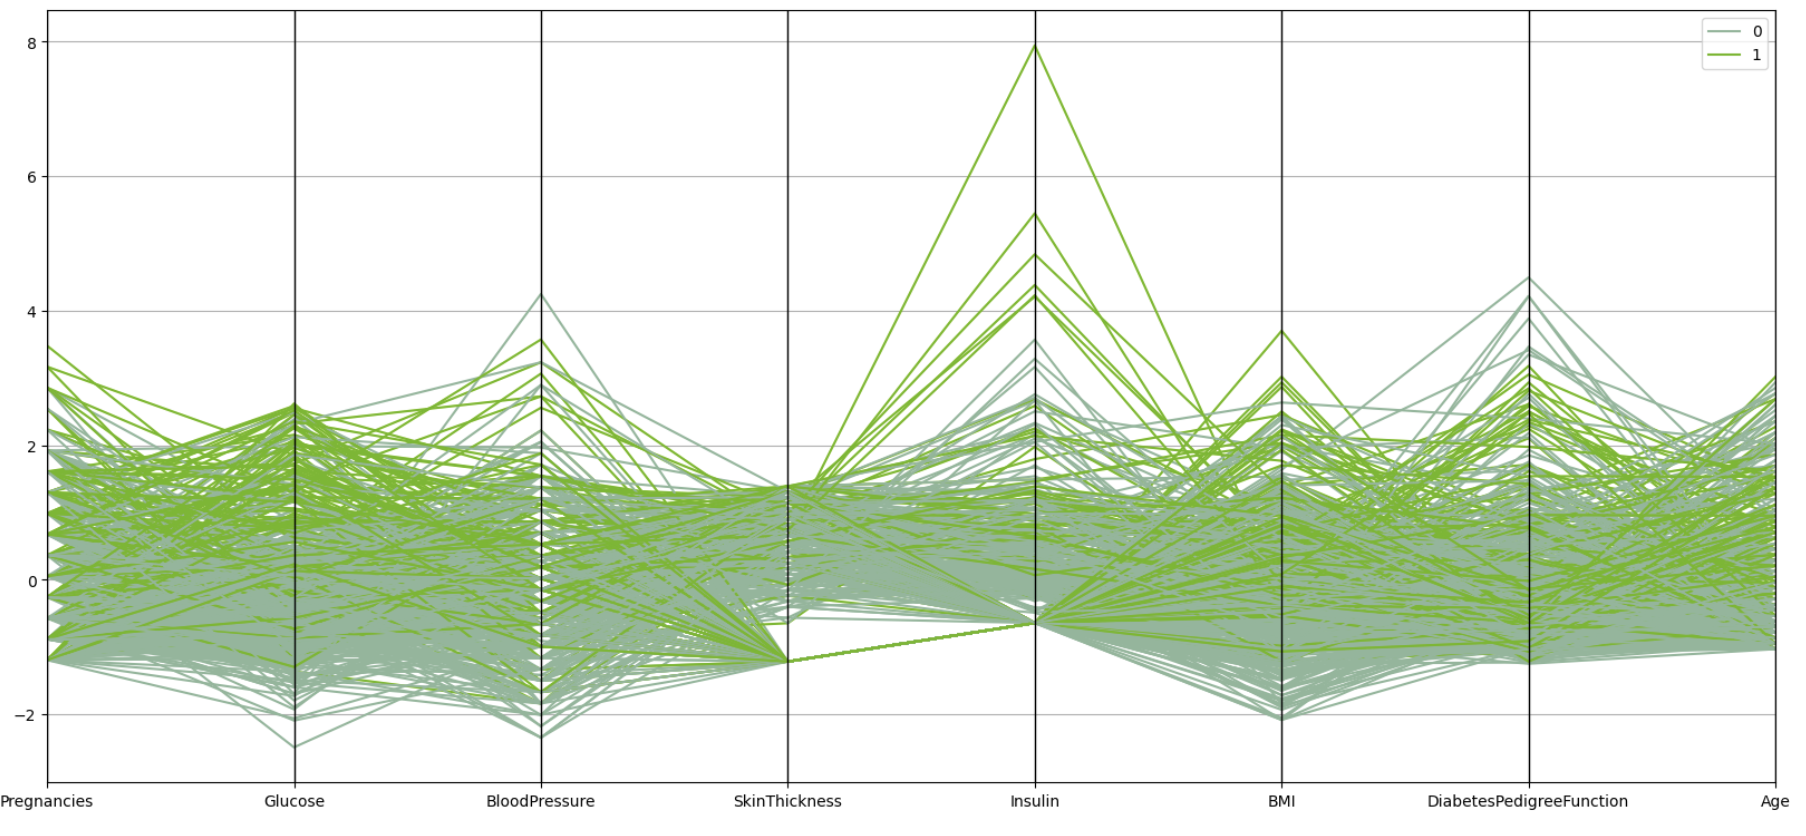 8
6
4
2
0
−2
0
1
Pregnancies
Glucose
BloodPressure
SkinThickness
Insulin
BMI
DiabetesPedigreeFunction
Age